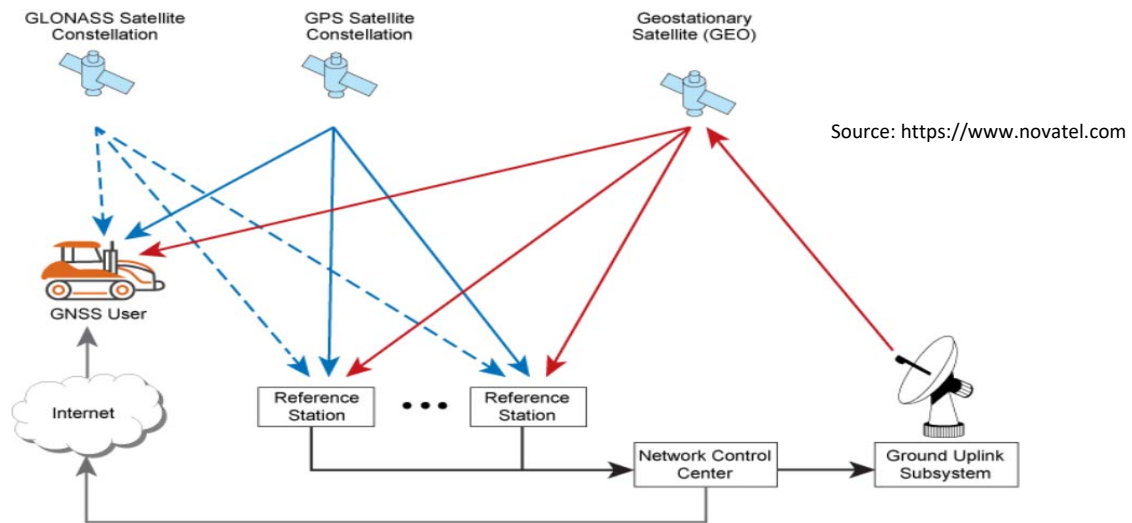 GLONASS Satellite
Constellation
GPS Satellite
Constellation
Geostationary
Satellite (GEO)
Source: https://www.novatel.com
GNSS User
Internet
Reference
Station
Reference
Station
Network Control
Center
Ground Uplink
Subsystem